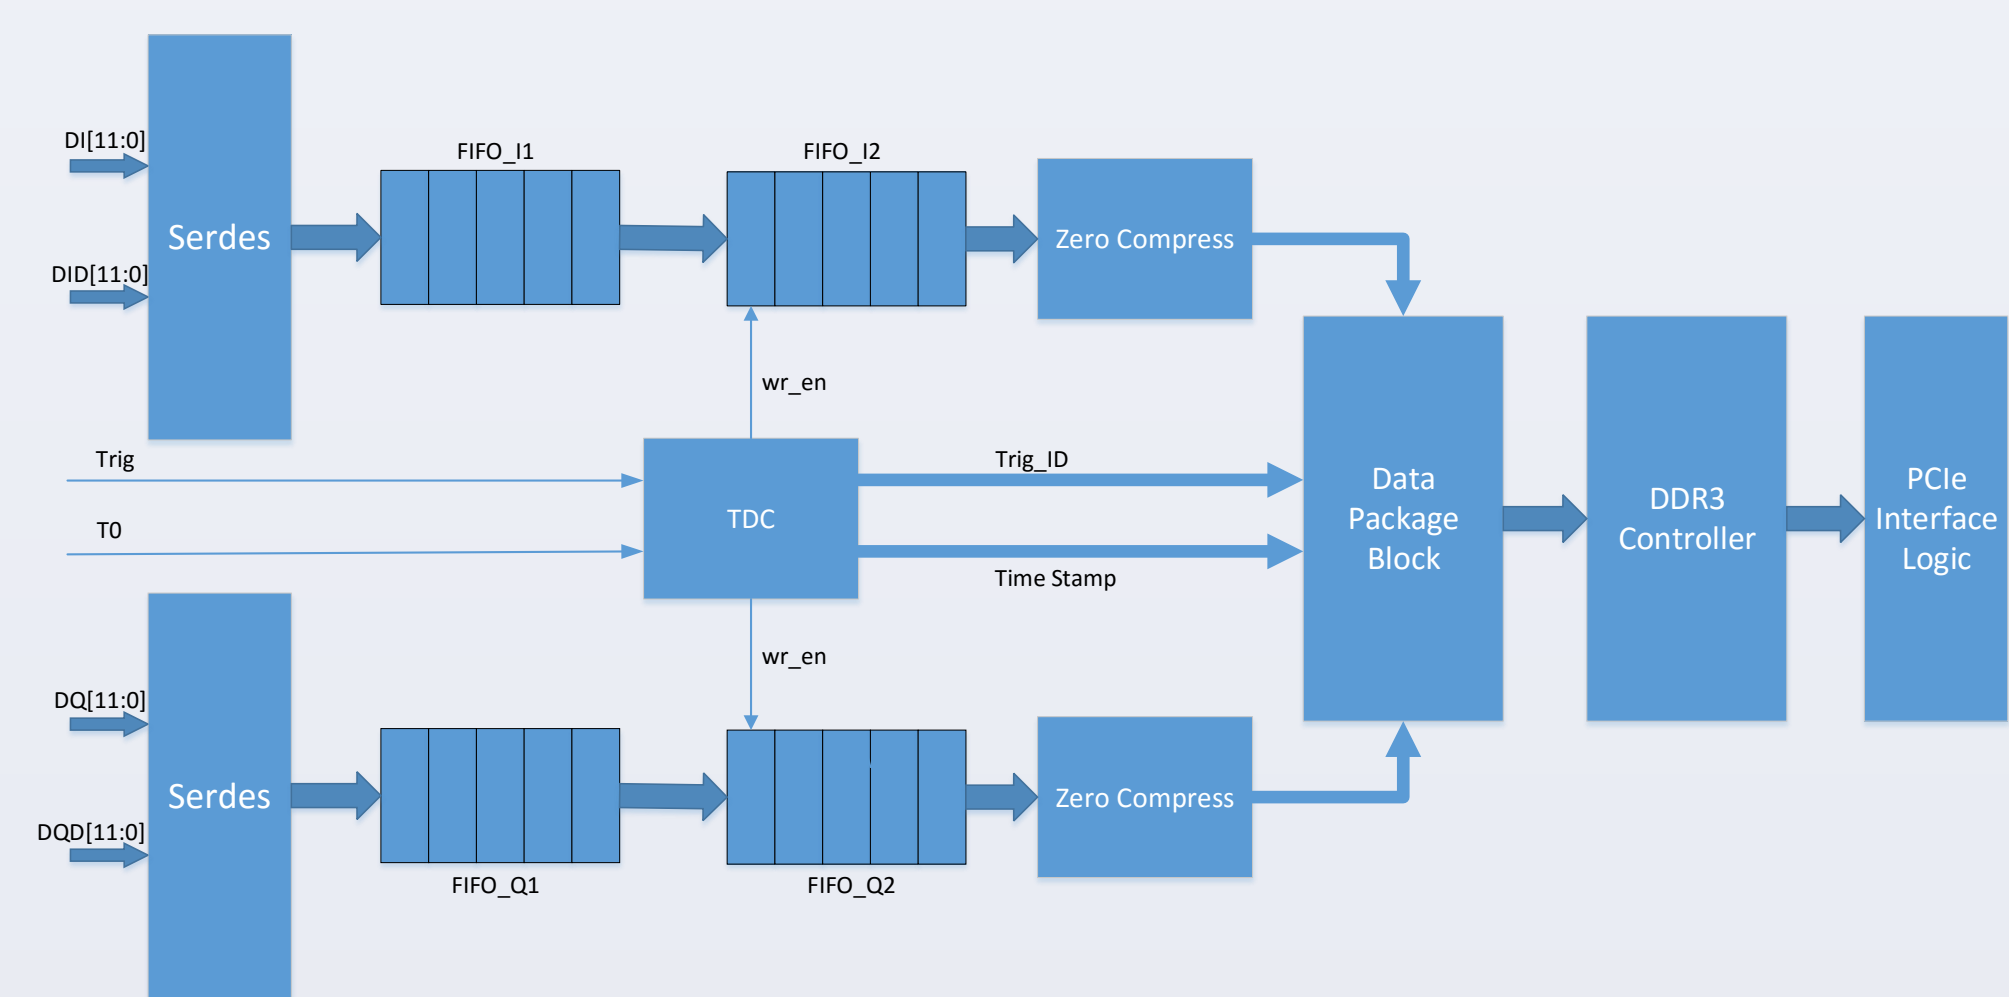 DI[11:0]
DID[11:0]
Serdes
FIFO_I1
FIFO_I2
Zero Compress
wr_en
Trig
T0
TDC
Trig_ID
Time Stamp
Data
Package
Block
DDR3
Controller
PCIe
Interface
Logic
wr_en
DQ[11:0]
DQD[11:0]
Serdes
FIFO_Q1
FIFO_Q2
Zero Compress